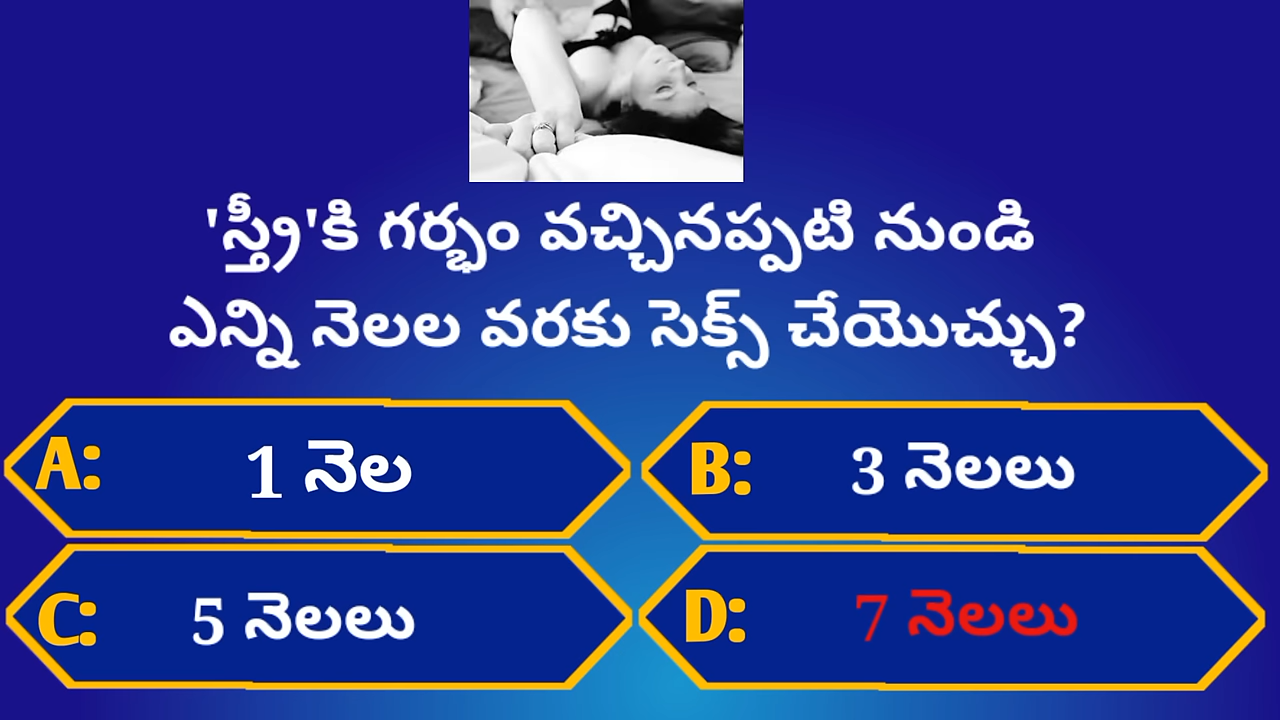 'స్త్రీ'కి గర్భం వచ్చినప్పటి నుండి
ఎన్ని నెలల వరకు సెక్స్ చేయొచ్చు?
A: 1 నెల
B: 3 నెలలు
C: 5 నెలలు
D: 7 నెలలు